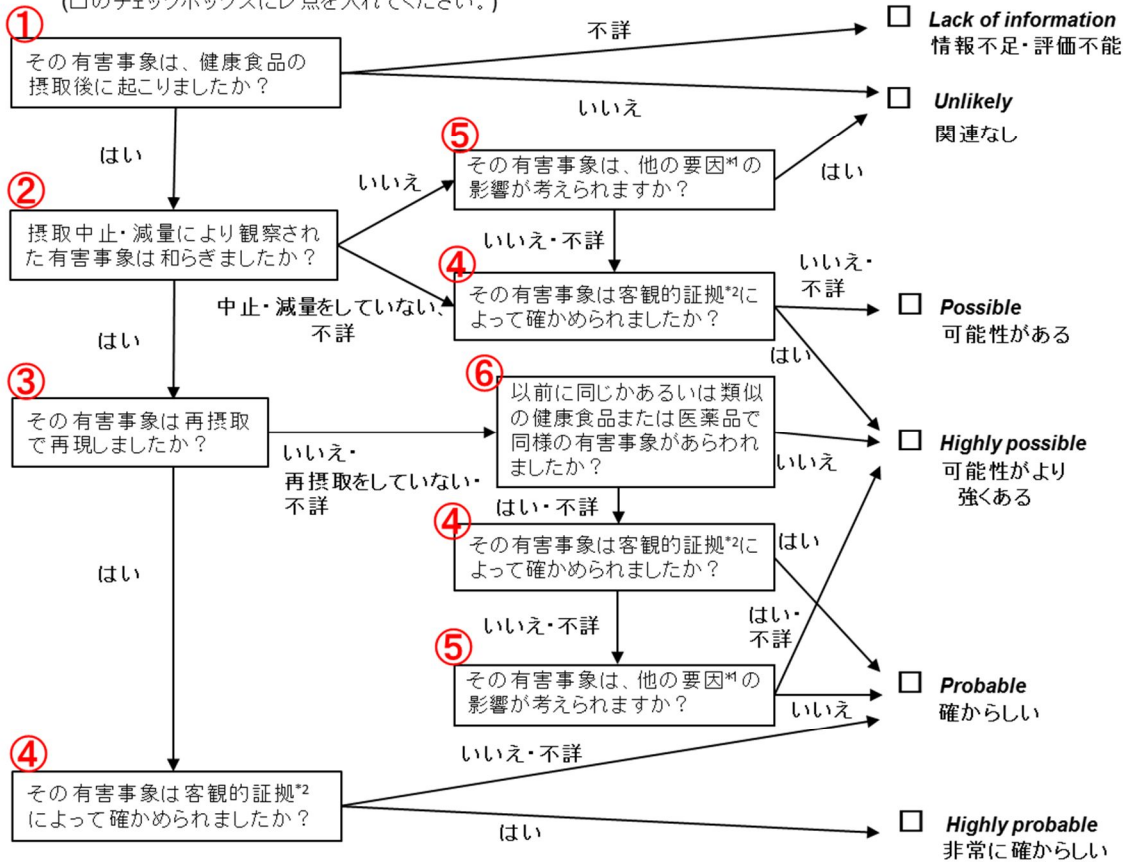 (□のチェックボックスにレ点を入れてください。)
①
その有害事象は、健康食品の
摂取後に起こりましたか？
不詳
□ Lack of information
情報不足・評価不能
いいえ
□ Unlikely
関連なし
はい
⑤
その有害事象は、他の要因*1の
影響が考えられますか？
はい
②
摂取中止・減量により観察され
た有害事象は和らぎましたか？
いいえ
いいえ・不詳
中止・減量をしていない、
不詳
④
その有害事象は客観的証拠*2に
よって確かめられましたか？
いいえ・
不詳
□ Possible
可能性がある
はい
はい
③
その有害事象は再摂取
で再現しましたか？
いいえ・
再摂取をしていない・
不詳
⑥
以前に同じかあるいは類似
の健康食品または医薬品で
同様の有害事象があらわれ
ましたか？
いいえ
□ Highly possible
可能性がより
強くある
はい・不詳
④
その有害事象は客観的証拠*2に
よって確かめられましたか？
はい
はい
いいえ・不詳
⑤
その有害事象は、他の要因*1の
影響が考えられますか？
はい・
不詳
いいえ
□ Probable
確からしい
④
その有害事象は客観的証拠*2
によって確かめられましたか？
いいえ・不詳
はい
□ Highly probable
非常に確からしい